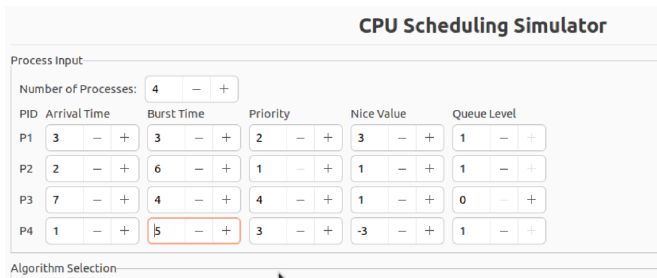 CPU Scheduling Simulator
Process Input
Number of Processes: 4 − +
PID Arrival Time Burst Time Priority Nice Value Queue Level
P1 3 − + 3 − + 2 − + 3 − + 1 − +
P2 2 − + 6 − + 1 − + 1 − + 1 − +
P3 7 − + 4 − + 4 − + 1 − + 0 − +
P4 1 − + 5 − + 3 − + -3 − + 1 − +
Algorithm Selection